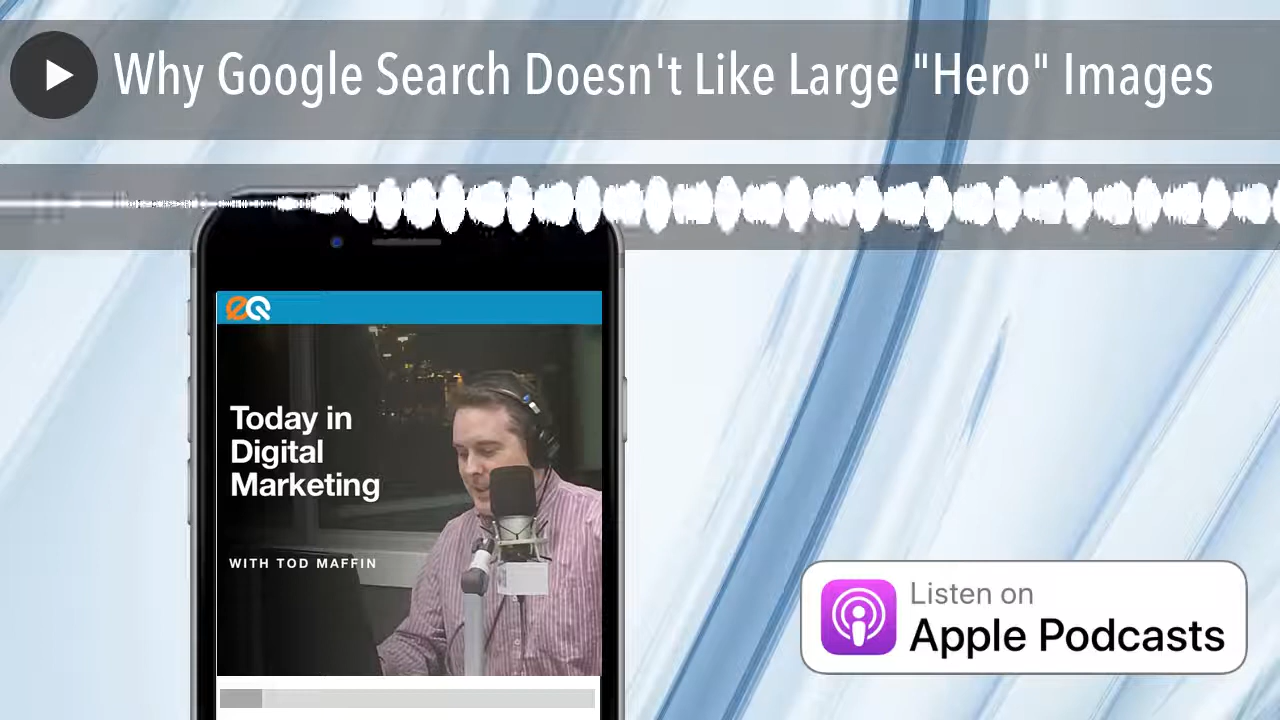 Why Google Search Doesn't Like Large "Hero" Images
eQ
Today in
Digital
Marketing
WITH TOD MAFFIN
Listen on
Apple Podcasts